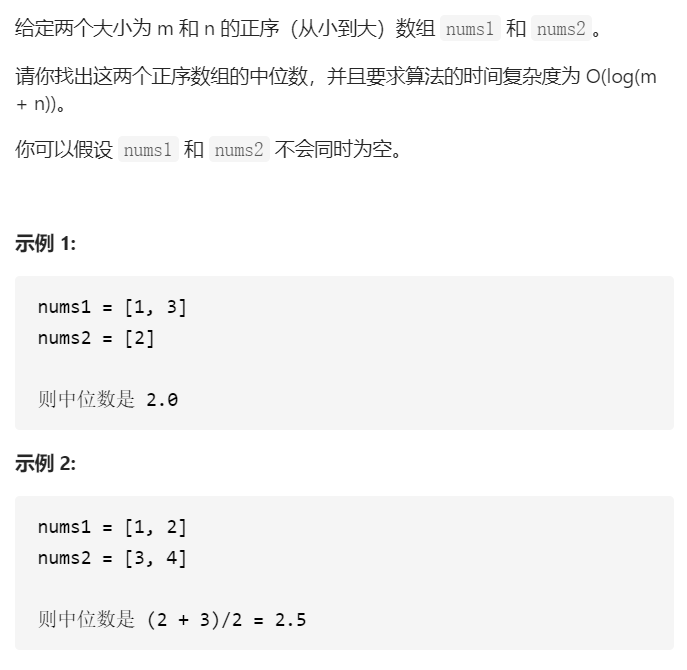 给定两个大小为 m 和 n 的正序（从小到大）数组 nums1 和 nums2。
请你找出这两个正序数组的中位数，并且要求算法的时间复杂度为 O(log(m
+ n))。
你可以假设 nums1 和 nums2 不会同时为空。
示例 1:
nums1 = [1, 3]
nums2 = [2]
则中位数是 2.0
示例 2:
nums1 = [1, 2]
nums2 = [3, 4]
则中位数是 (2 + 3)/2 = 2.5